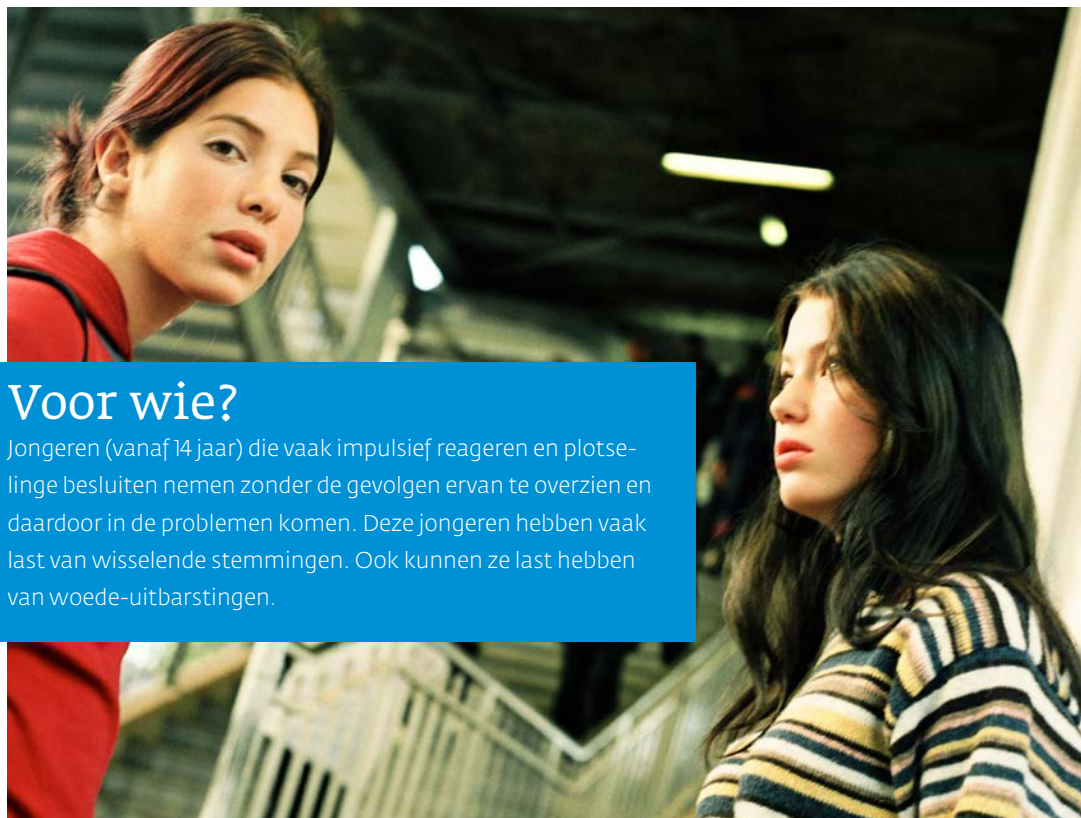 Voor wie?
Jongeren (vanaf 14 jaar) die vaak impulsief reageren en plotse-
linge besluiten nemen zonder de gevolgen ervan te overzien en
daardoor in de problemen komen. Deze jongeren hebben vaak
last van wisselende stemmingen. Ook kunnen ze last hebben
van woede-uitbarstingen.